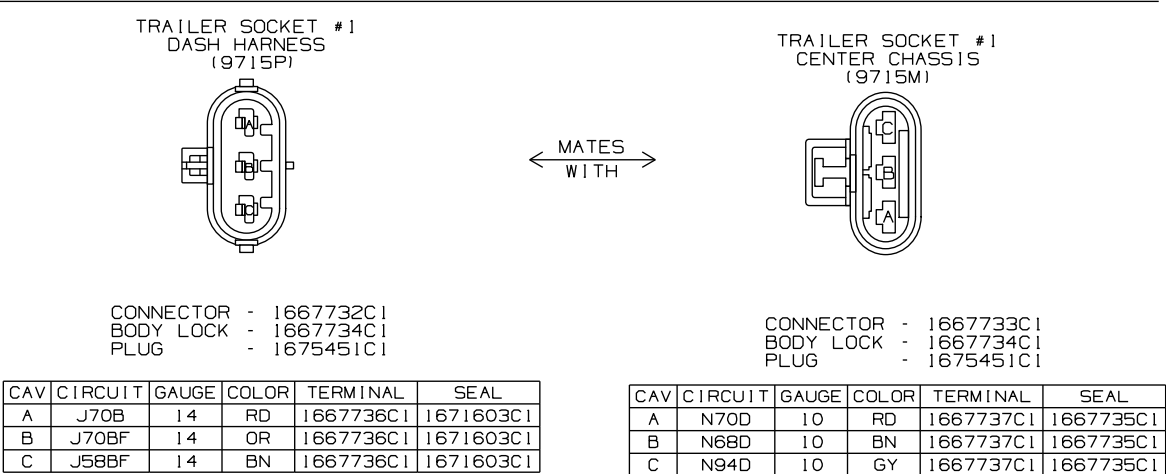 TRAILER SOCKET #1
DASH HARNESS
(9715P)
A
B
C
CONNECTOR - 1667732C1
BODY LOCK - 1667734C1
PLUG - 1675451C1
CAV CIRCUIT GAUGE COLOR TERMINAL SEAL
A J70B 14 RD 1667736C1 1671603C1
B J70BF 14 OR 1667736C1 1671603C1
C J58BF 14 BN 1667736C1 1671603C1
MATES
WITH
TRAILER SOCKET #1
CENTER CHASSIS
(9715M)
C
B
A
CONNECTOR - 1667733C1
BODY LOCK - 1667734C1
PLUG - 1675451C1
CAV CIRCUIT GAUGE COLOR TERMINAL SEAL
A N70D 10 RD 1667737C1 1667735C1
B N68D 10 BN 1667737C1 1667735C1
C N94D 10 GY 1667737C1 1667735C1